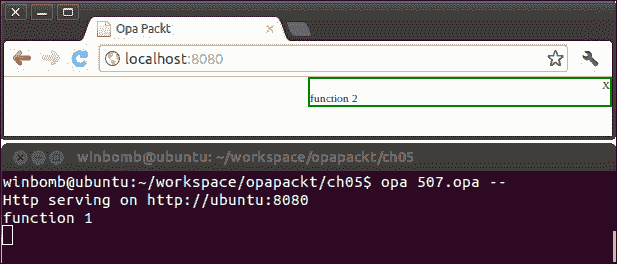 Opa Packt
localhost:8080
X
function 2
winbomb@ubuntu: ~/workspace/opapackt/ch05
winbomb@ubuntu:~/workspace/opapackt/ch05$ opa 507.opa --
Http serving on http://ubuntu:8080
function 1